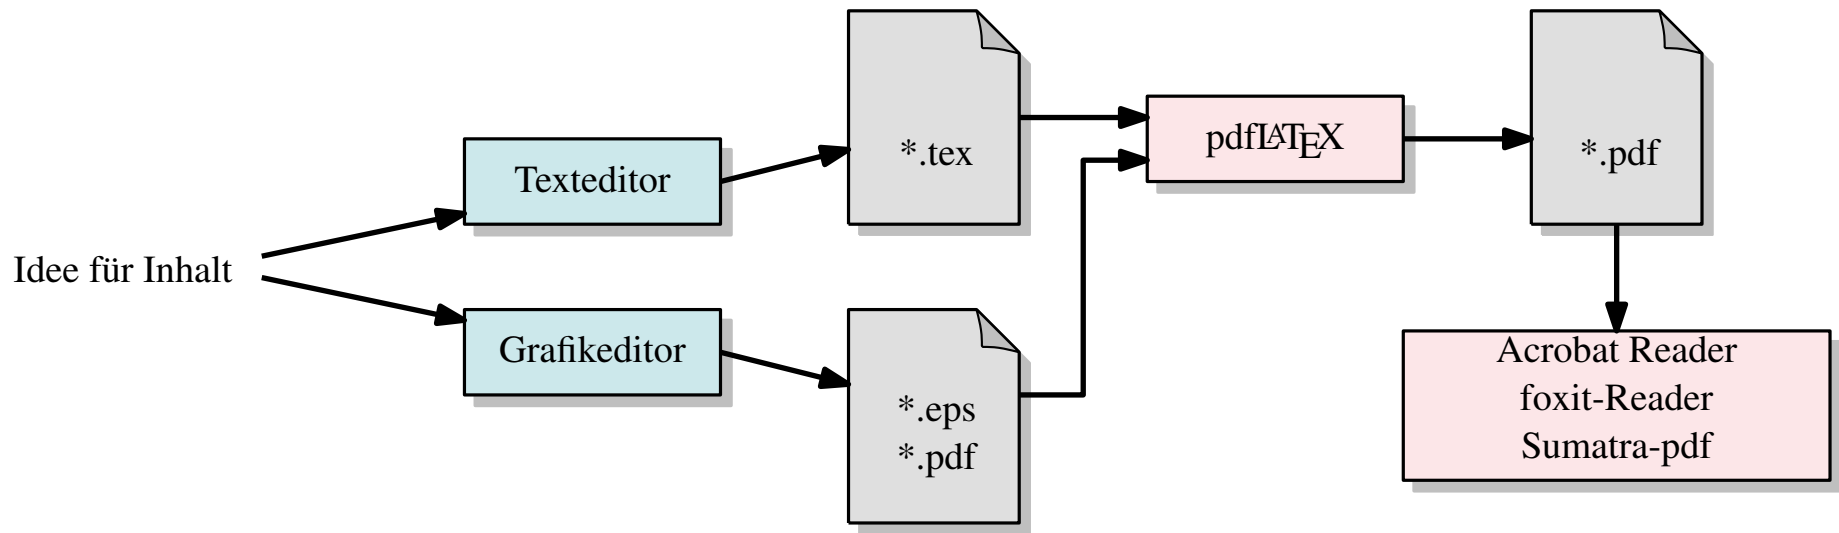 Idee für Inhalt
Texteditor
Grafikeditor
*.tex
*.eps
*.pdf
pdfLATEX
*.pdf
Acrobat Reader
foxit-Reader
Sumatra-pdf